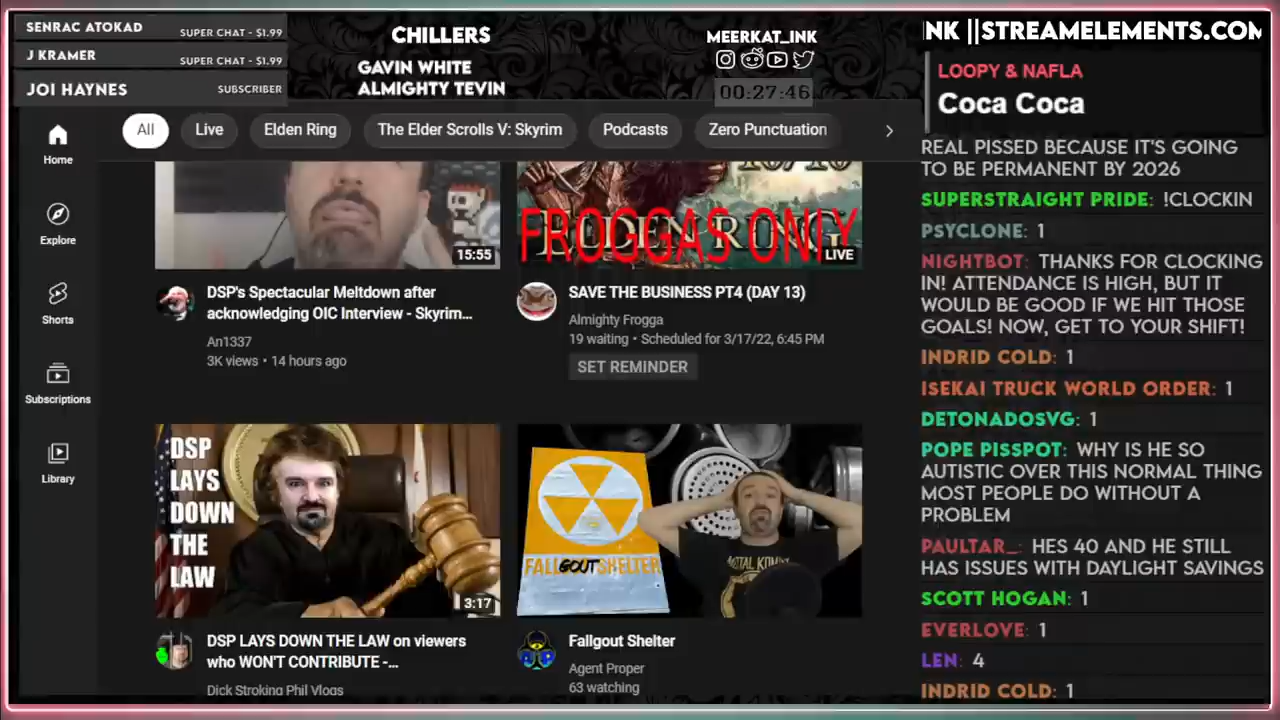 SENRAC ATOKAD SUPER CHAT - $1.99
J KRAMER SUPER CHAT - $1.99
JOI HAYNES SUBSCRIBER
CHILLERS
GAVIN WHITE
ALMIGHTY TEVIN
MEERKAT_INK
00:27:46
NK ||STREAMELEMENTS.COM
LOOPY & NAFLA
Coca Coca
All Live Elden Ring The Elder Scrolls V: Skyrim Podcasts Zero Punctuation
Home
Explore
Shorts
Subscriptions
Library
15:55
DSP's Spectacular Meltdown after
acknowledging OIC Interview - Skyrim...
An1337
3K views • 14 hours ago
10/10
ELDEN RING
FROGGAS ONLY
LIVE
SAVE THE BUSINESS PT4 (DAY 13)
Almighty Frogga
19 waiting • Scheduled for 3/17/22, 6:45 PM
SET REMINDER
DSP
LAYS
DOWN
THE
LAW
3:17
DSP LAYS DOWN THE LAW on viewers
who WON'T CONTRIBUTE -...
Dick Stroking Phil Vlogs
FALLGOUT SHELTER
Fallgout Shelter
Agent Proper
63 watching
REAL PISSED BECAUSE IT'S GOING
TO BE PERMANENT BY 2026
SUPERSTRAIGHT PRIDE: !CLOCKIN
PSYCLONE: 1
NIGHTBOT: THANKS FOR CLOCKING
IN! ATTENDANCE IS HIGH, BUT IT
WOULD BE GOOD IF WE HIT THOSE
GOALS! NOW, GET TO YOUR SHIFT!
INDRID COLD: 1
ISEKAI TRUCK WORLD ORDER: 1
DETONADOSVG: 1
POPE PISSPOT: WHY IS HE SO
AUTISTIC OVER THIS NORMAL THING
MOST PEOPLE DO WITHOUT A
PROBLEM
PAULTAR_: HES 40 AND HE STILL
HAS ISSUES WITH DAYLIGHT SAVINGS
SCOTT HOGAN: 1
EVERLOVE: 1
LEN: 4
INDRID COLD: 1